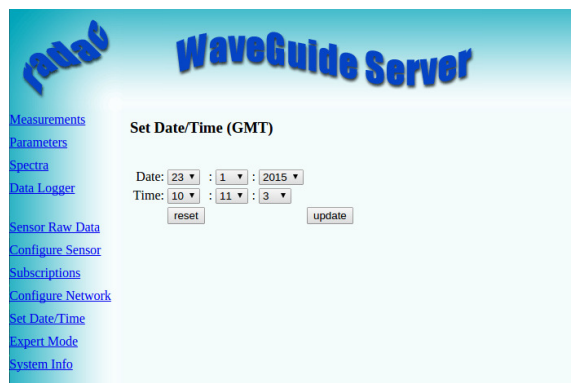 radac
WaveGuide Server
Measurements
Parameters
Spectra
Data Logger
Sensor Raw Data
Configure Sensor
Subscriptions
Configure Network
Set Date/Time
Expert Mode
System Info
Set Date/Time (GMT)
Date: 23 : 1 : 2015
Time: 10 : 11 : 3
reset update